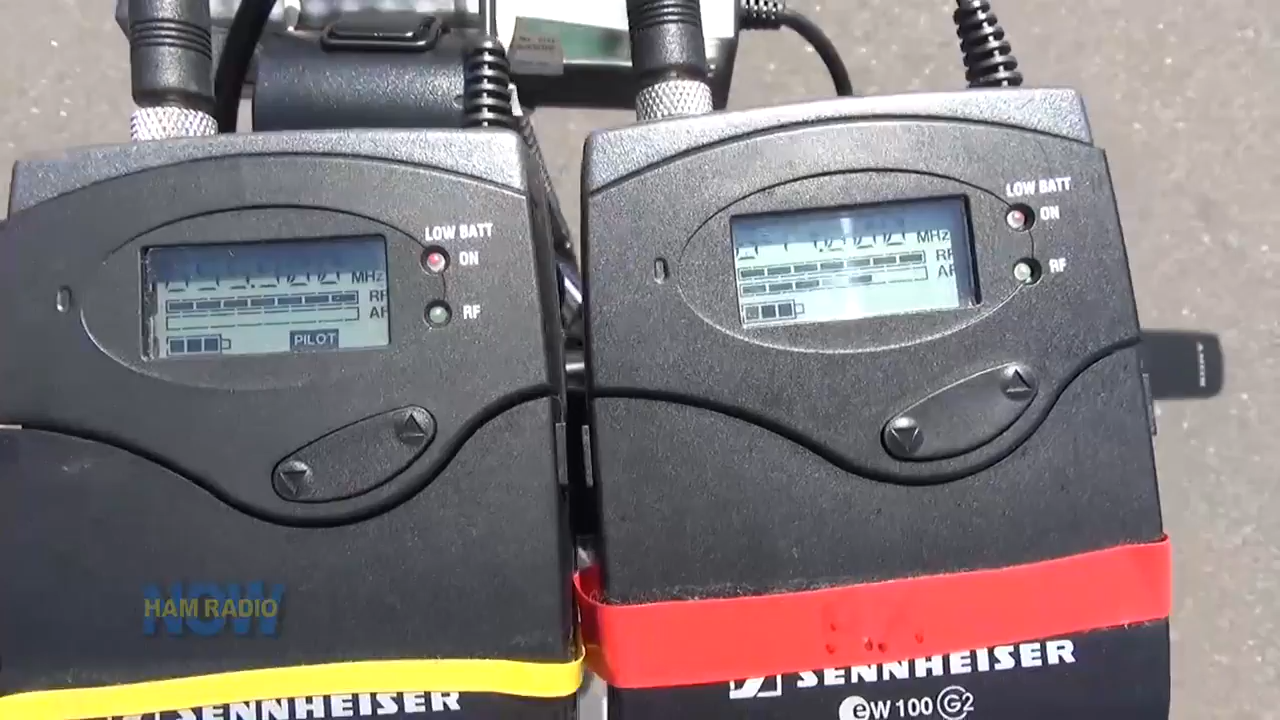 LOW BATT
ON
RF
MHz
RF
AF
PILOT
LOW BATT
ON
RF
MHz
RF
AF
HAM RADIO
NOW
SENNHEISER
SENNHEISER
ew 100 G2